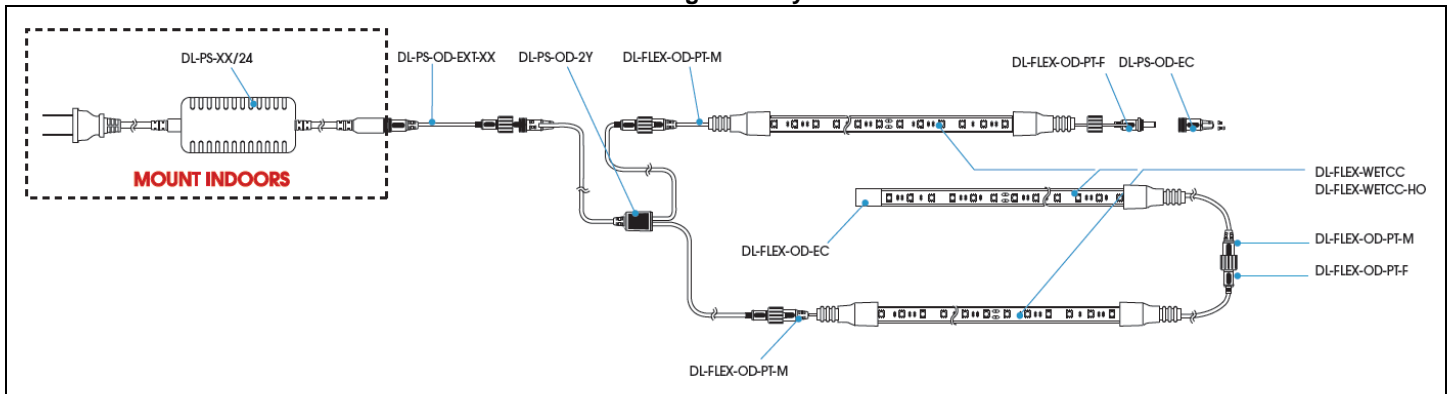 DL-PS-XX/24
DL-PS-OD-EXT-XX
DL-PS-OD-2Y
DL-FLEX-OD-PT-M
DL-FLEX-OD-PT-F
DL-PS-OD-EC
MOUNT INDOORS
DL-FLEX-WETCC
DL-FLEX-WETCC-HO
DL-FLEX-OD-EC
DL-FLEX-OD-PT-M
DL-FLEX-OD-PT-F
DL-FLEX-OD-PT-M